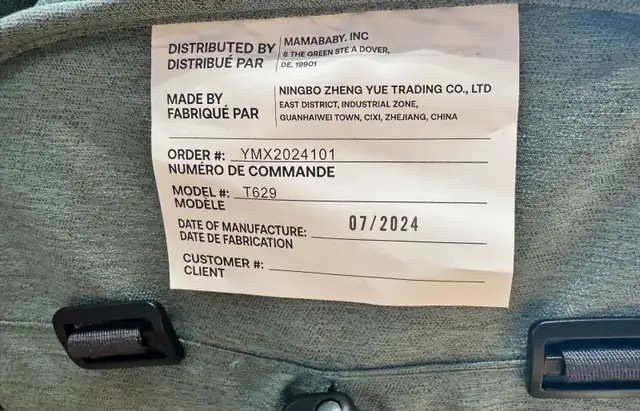 DISTRIBUTED BY
DISTRIBUÉ PAR
MAMABABY. INC
8 THE GREEN STE A DOVER,
DE. 19901
MADE BY
FABRIQUÉ PAR
NINGBO ZHENG YUE TRADING CO., LTD
EAST DISTRICT, INDUSTRIAL ZONE,
GUANHAIWEI TOWN, CIXI, ZHEJIANG, CHINA
ORDER #: YMX2024101
NUMÉRO DE COMMANDE
MODEL #: T629
MODÈLE
DATE OF MANUFACTURE: 07/2024
DATE DE FABRICATION
CUSTOMER #:
CLIENT